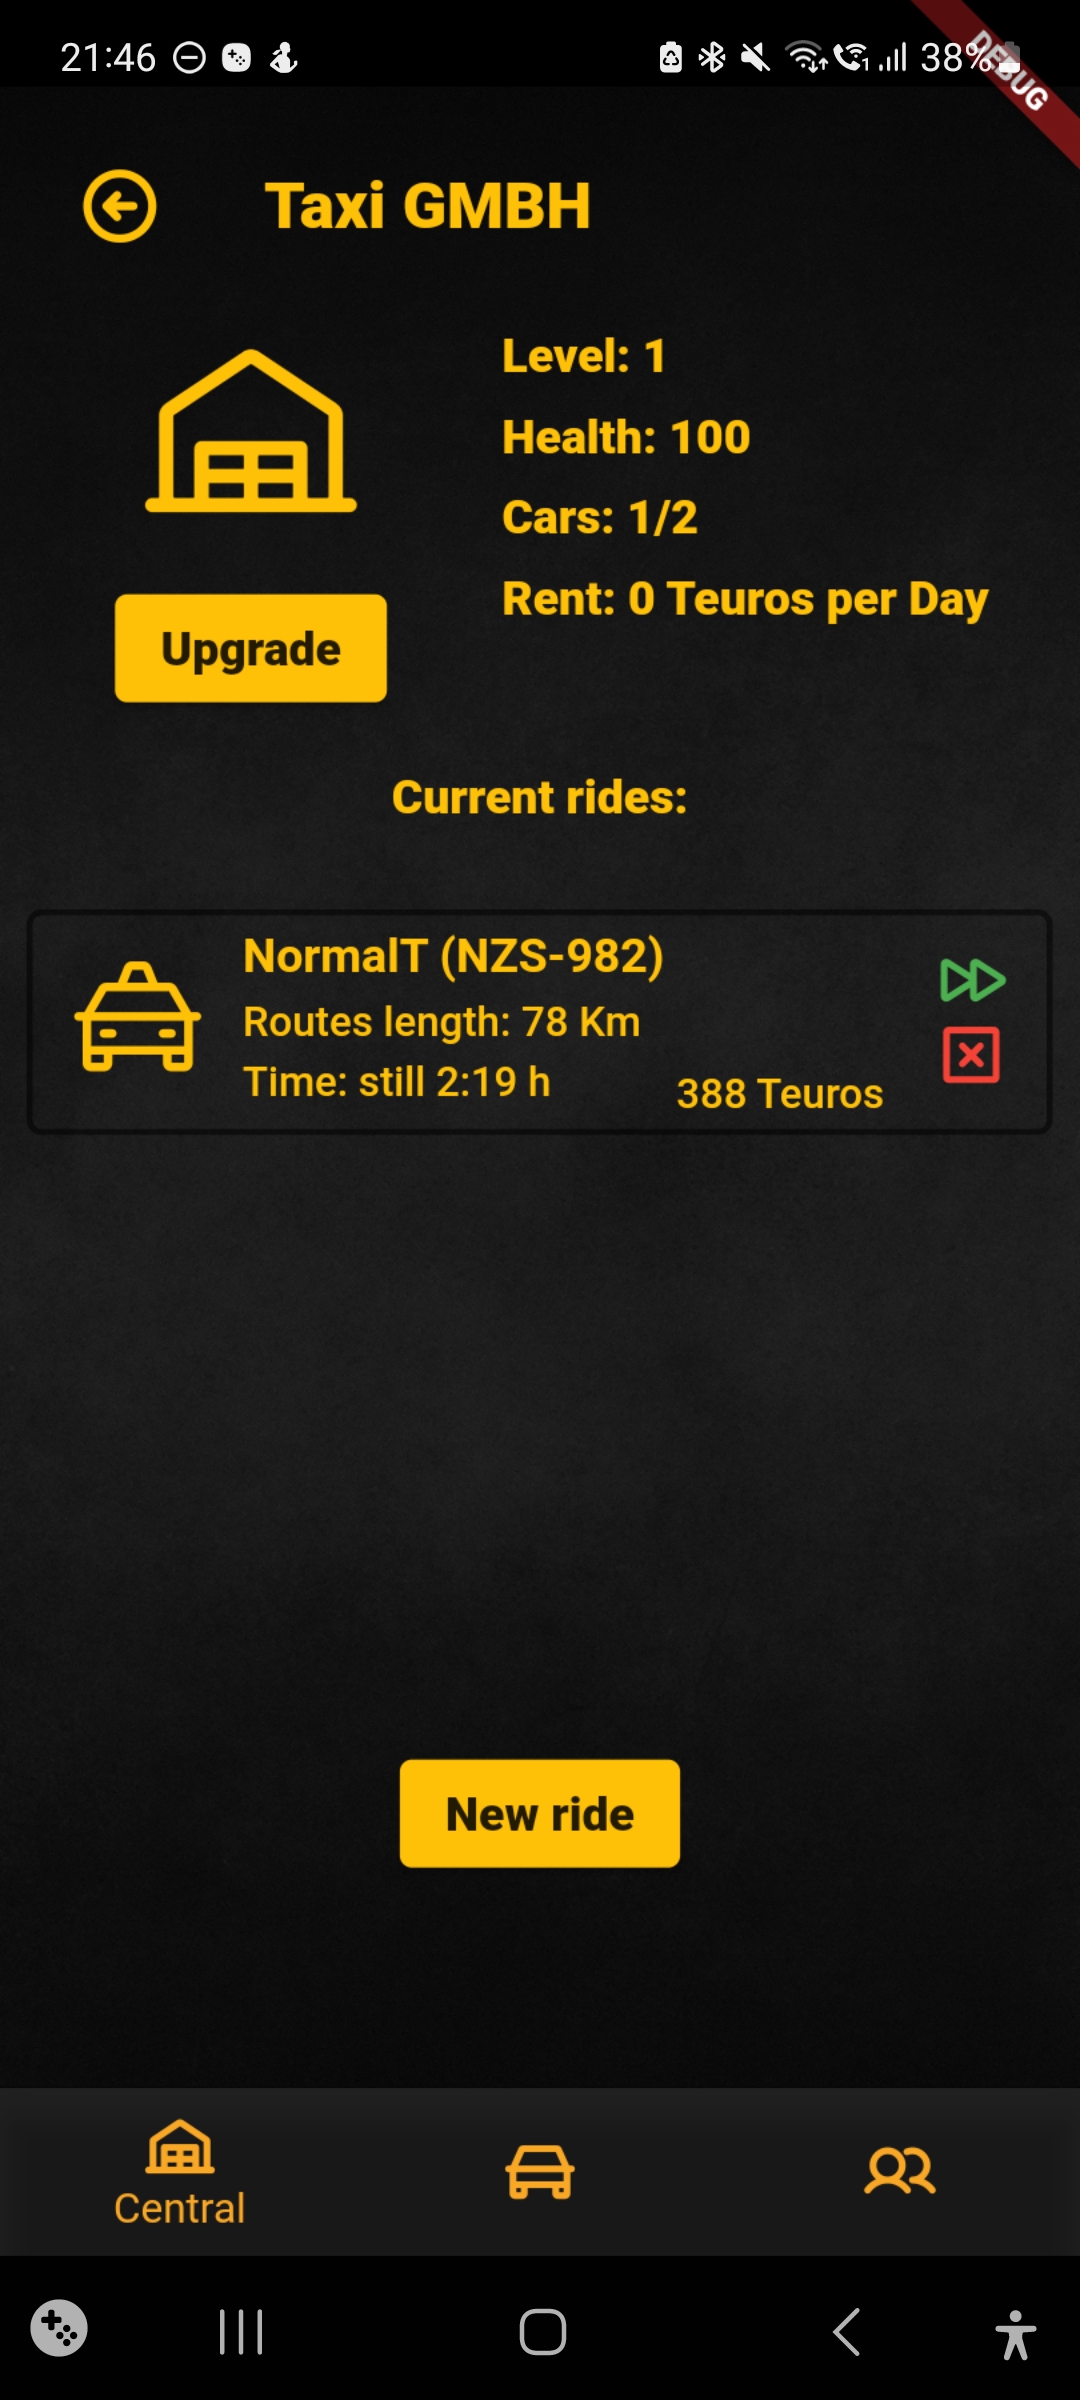 21:46
38%
DEBUG
Taxi GMBH
Level: 1
Health: 100
Cars: 1/2
Rent: 0 Teuros per Day
Upgrade
Current rides:
NormalT (NZS-982)
Routes length: 78 Km
Time: still 2:19 h
388 Teuros
New ride
Central